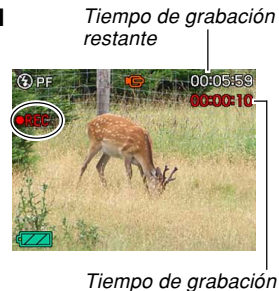 Tiempo de grabación
restante
PF 00:05:59
REC 00:00:10
Tiempo de grabación